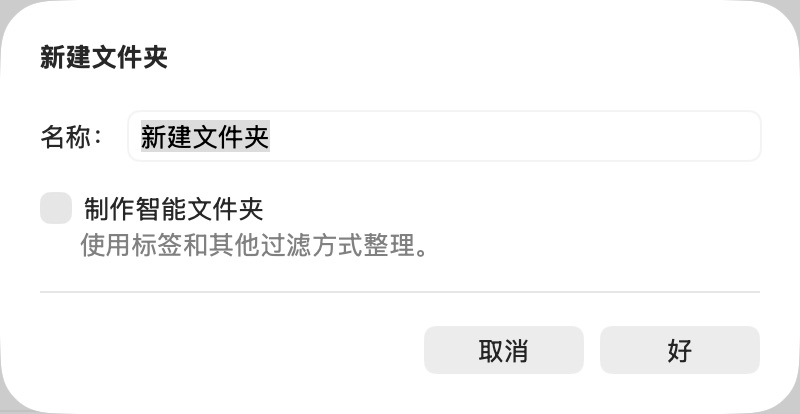 新建文件夹
名称：
新建文件夹
制作智能文件夹
使用标签和其他过滤方式整理。
取消
好